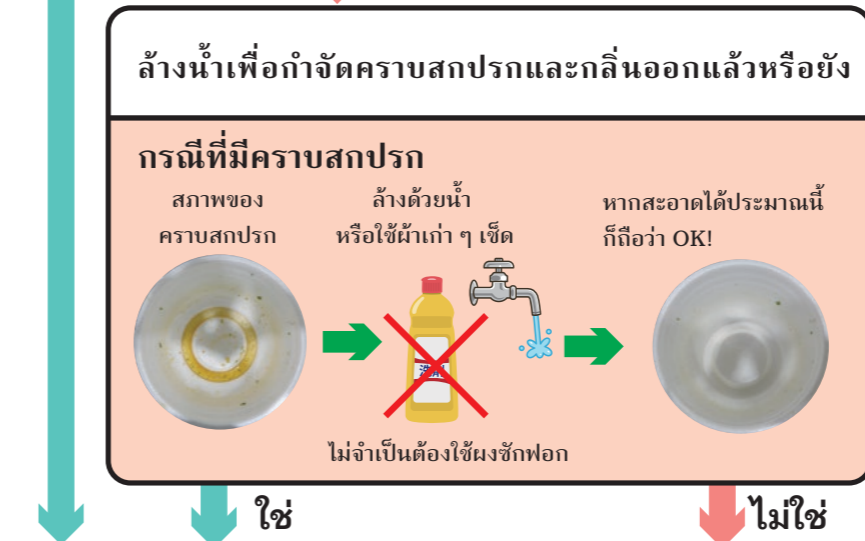 ล้างน้ำเพื่อกำจัดคราบสกปรกและกลิ่นออกแล้วหรือยัง
กรณีที่มีคราบสกปรก
สภาพของ
คราบสกปรก
ล้างด้วยน้ำ
หรือใช้ผ้าเก่า ๆ เช็ด
หากสะอาดได้ประมาณนี้
ก็ถือว่า OK!
ไม่จำเป็นต้องใช้ผงซักฟอก
ใช่
ไม่ใช่